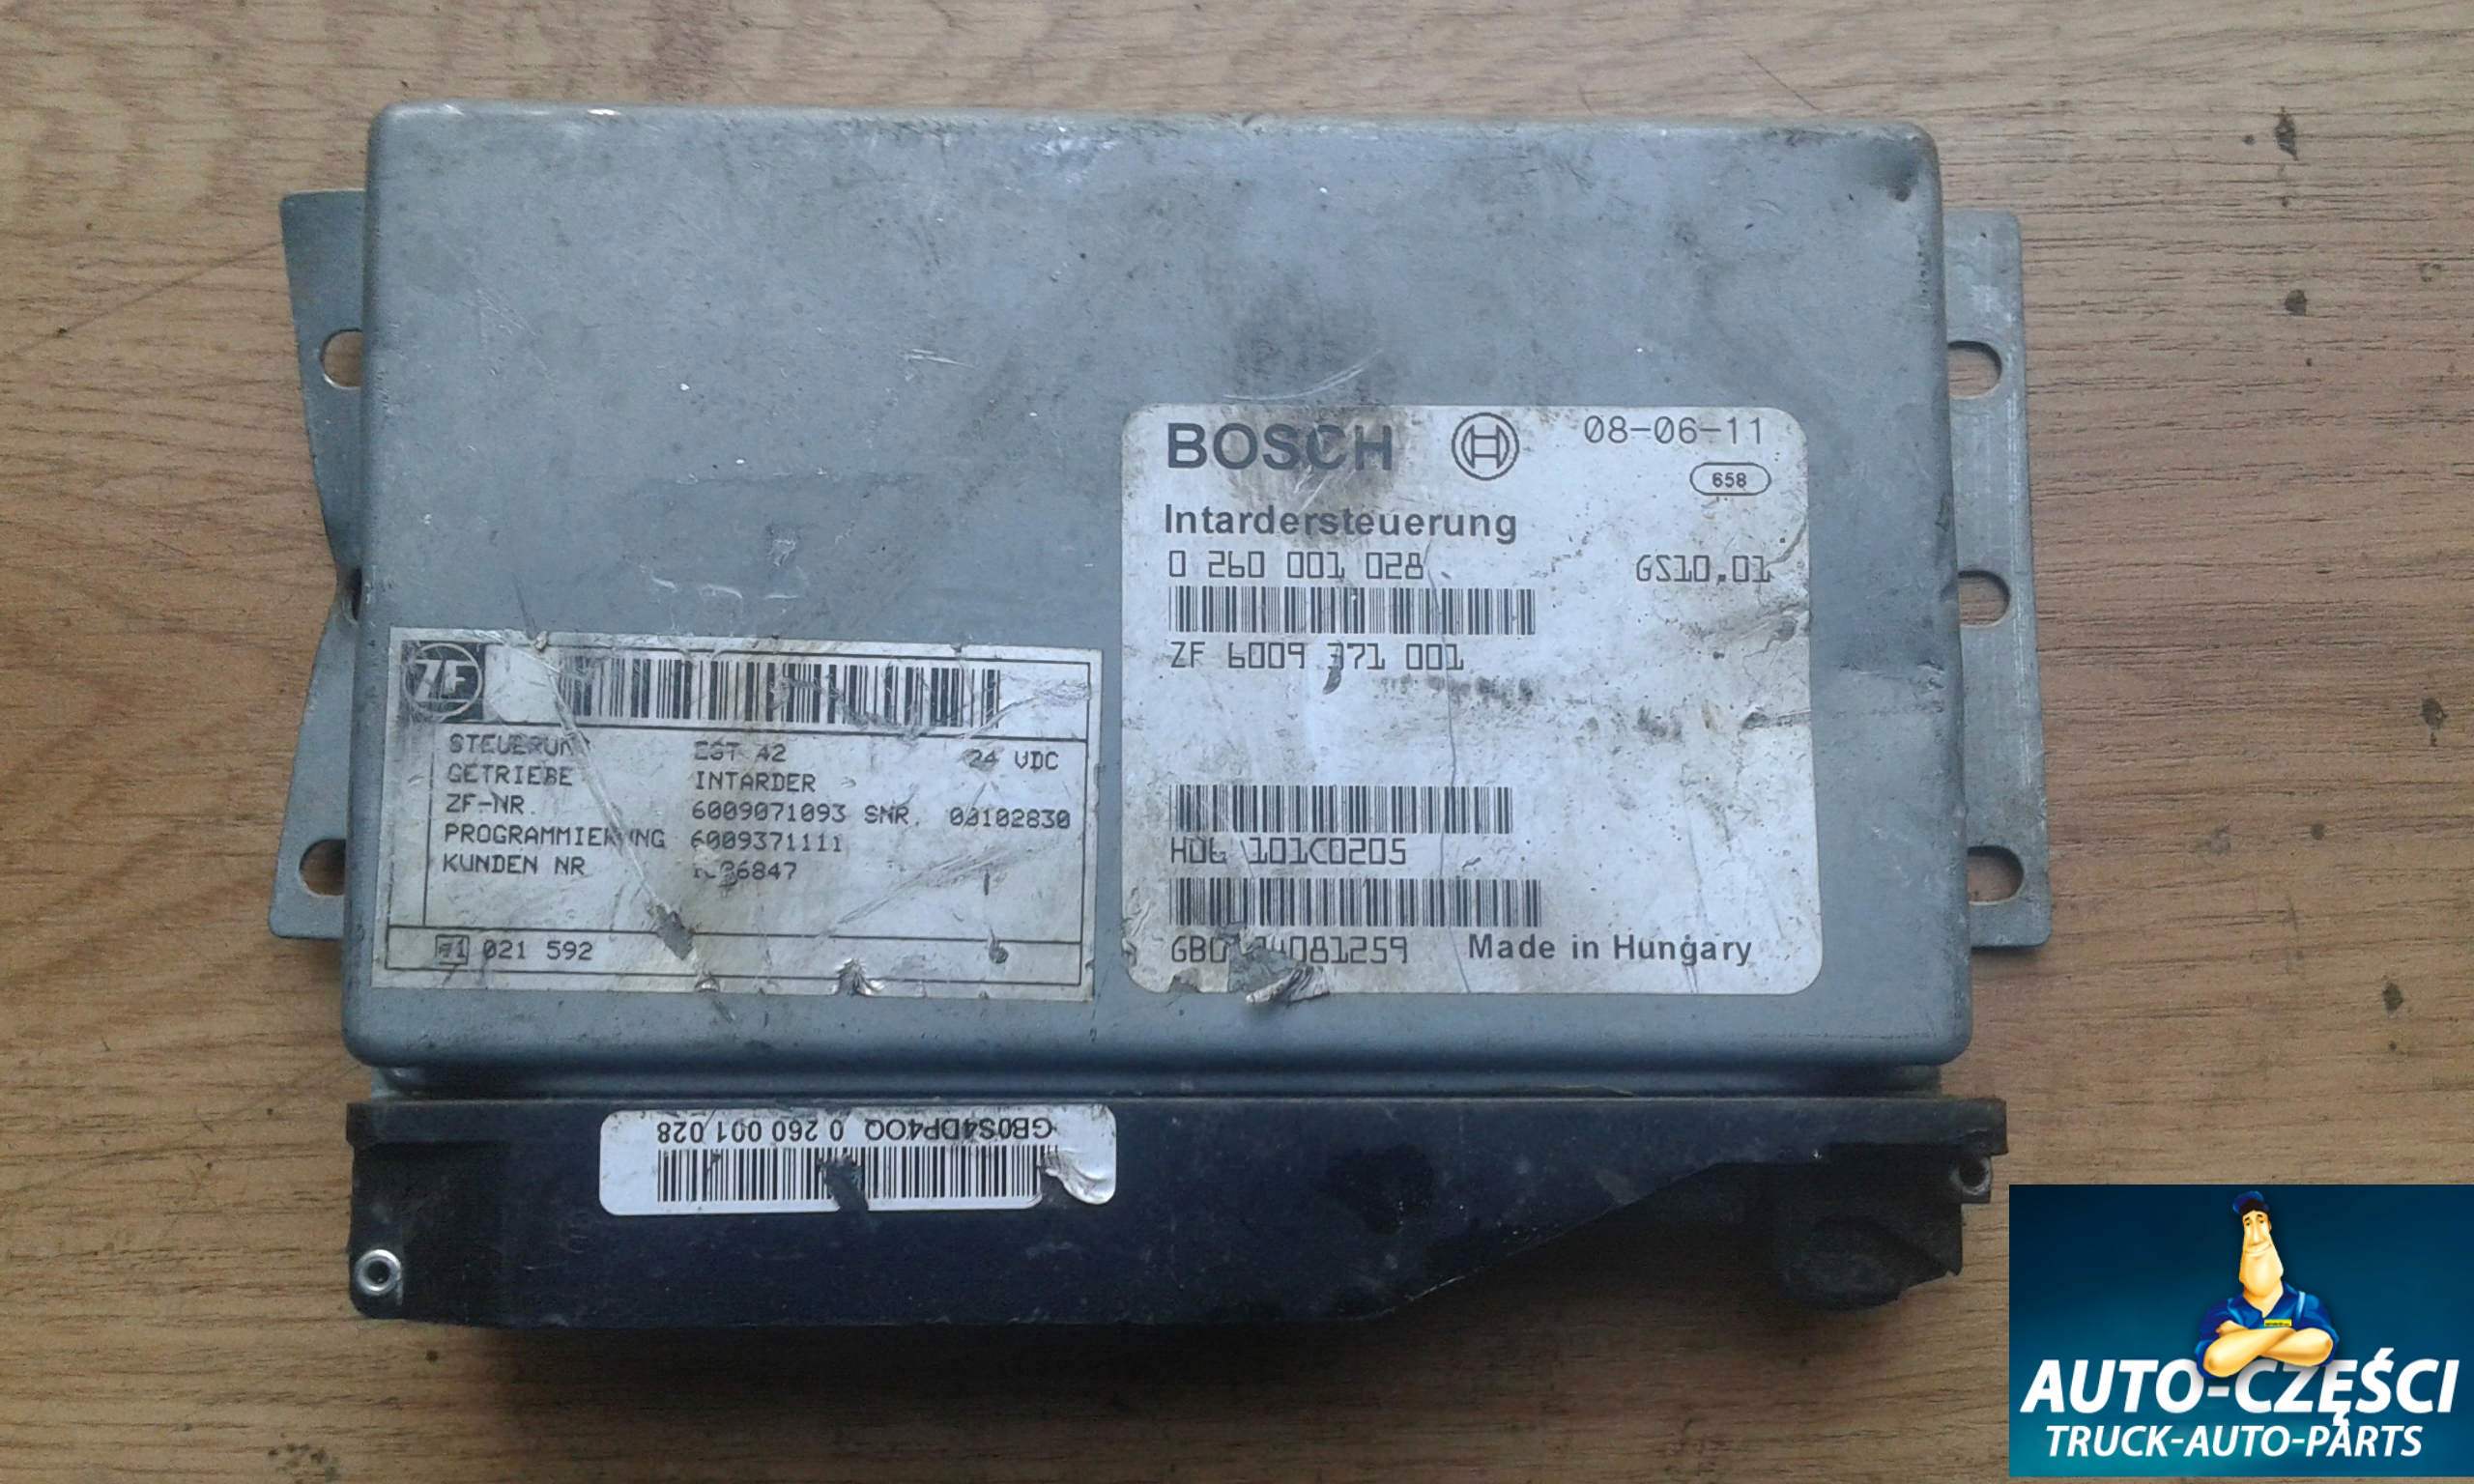 BOSCH 08-06-11
658
Intardersteuerung
0 260 001 028 GS10.01
ZF 6009 371 001
HDG 101C0205
Made in Hungary
ZF
EST 42 24 VDC
GETRIEBE INTARDER
ZF-NR. 6009071093 SNR. 00102830
6009371111
KUNDEN NR
021 592
GB0S4DP4OQ 0 260 001 028
AUTO-CZĘŚCI
TRUCK-AUTO-PARTS